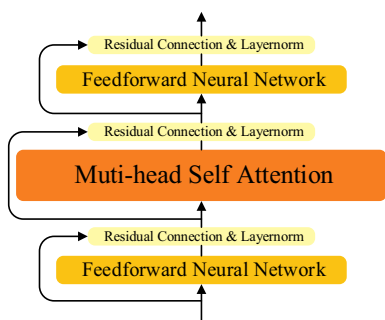 Residual Connection & Layernorm
Feedforward Neural Network
Residual Connection & Layernorm
Muti-head Self Attention
Residual Connection & Layernorm
Feedforward Neural Network